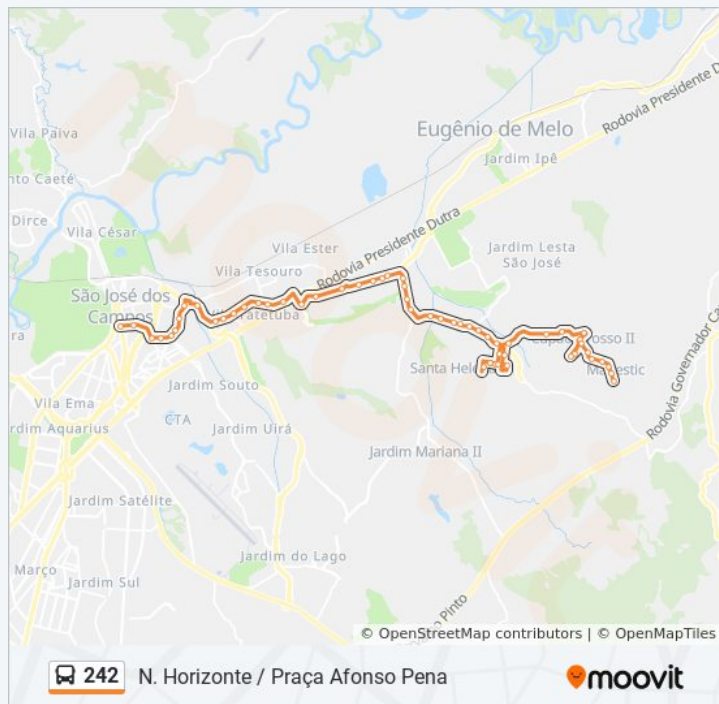 Vila Paiva
Eugênio de Melo
Rodovia Presidente D
Jardim Ipê
nto Caeté
Dirce
Vila César
Rodovia Presidente Dutra
Vila Ester
Jardim Lesta
São José
Vila Tesouro
São José dos
Campos
Rodovia Governador Ca
Santa Hele
Jardim Souto
Vila Ema
CTA
Jardim Aquarius
Jardim Uirá
Jardim Mariana II
Jardim Satélite
Março
Jardim do Lago
Jardim Sul
Pinto
© OpenStreetMap contributors | © OpenMapTiles
242 N. Horizonte / Praça Afonso Pena
moovit